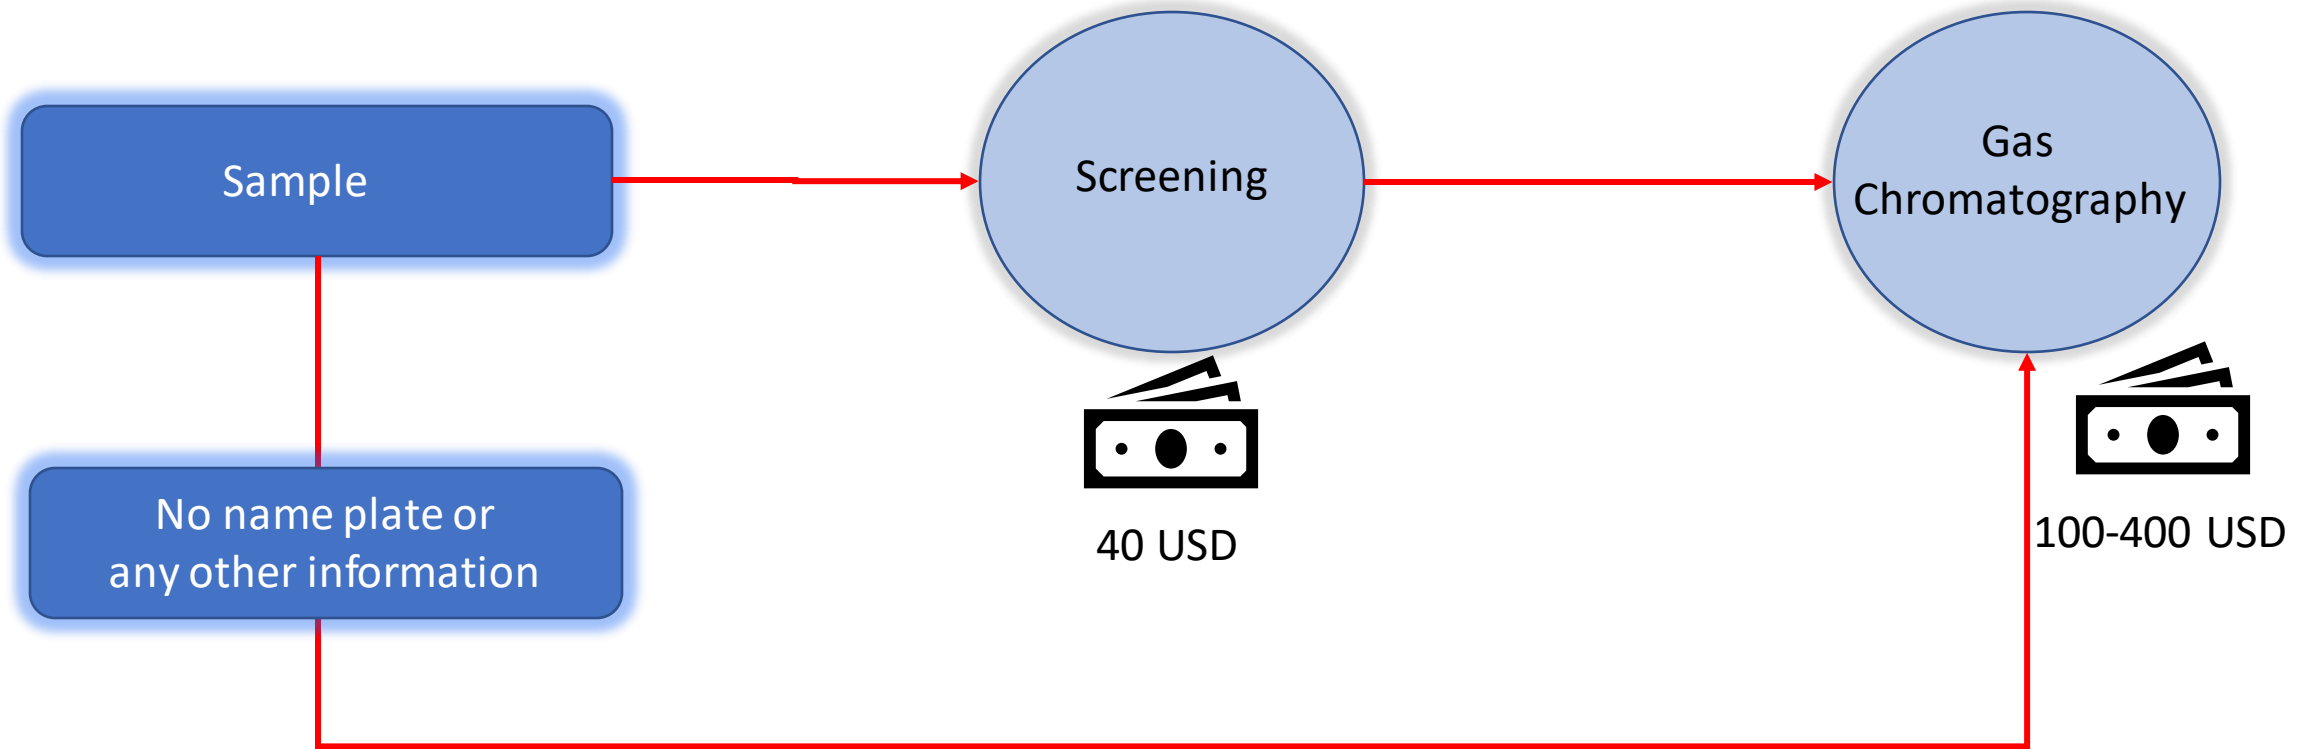 Sample
Screening
Gas
Chromatography
No name plate or
any other information
40 USD
100-400 USD